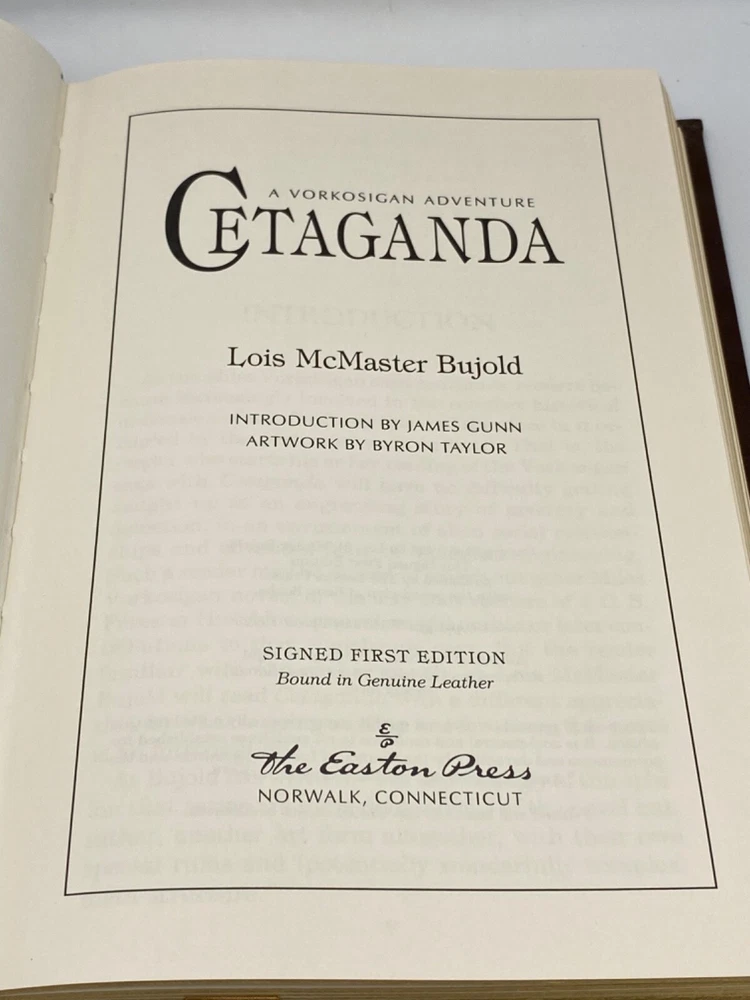 A VORKOSIGAN ADVENTURE
CETAGANDA
Lois McMaster Bujold
INTRODUCTION BY JAMES GUNN
ARTWORK BY BYRON TAYLOR
SIGNED FIRST EDITION
Bound in Genuine Leather
The Easton Press
NORWALK, CONNECTICUT